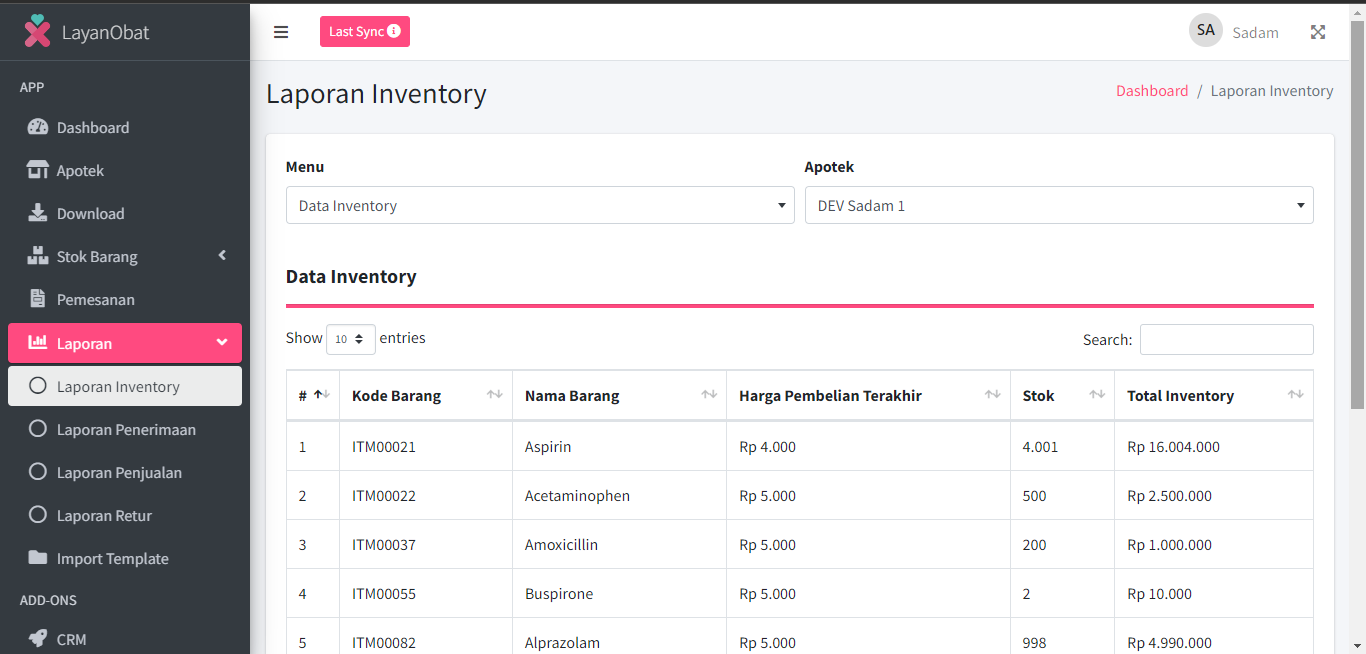 LayanObat
Last Sync
SA
Sadam
APP
Dashboard
Apotek
Download
Stok Barang
Pemesanan
Laporan
Laporan Inventory
Laporan Penerimaan
Laporan Penjualan
Laporan Retur
Import Template
ADD-ONS
CRM
Laporan Inventory
Dashboard / Laporan Inventory
Menu
Data Inventory
Apotek
DEV Sadam 1
Data Inventory
Show 10 entries
Search:
# Kode Barang Nama Barang Harga Pembelian Terakhir Stok Total Inventory
1 ITM00021 Aspirin Rp 4.000 4.001 Rp 16.004.000
2 ITM00022 Acetaminophen Rp 5.000 500 Rp 2.500.000
3 ITM00037 Amoxicillin Rp 5.000 200 Rp 1.000.000
4 ITM00055 Buspirone Rp 5.000 2 Rp 10.000
5 ITM00082 Alprazolam Rp 5.000 998 Rp 4.990.000